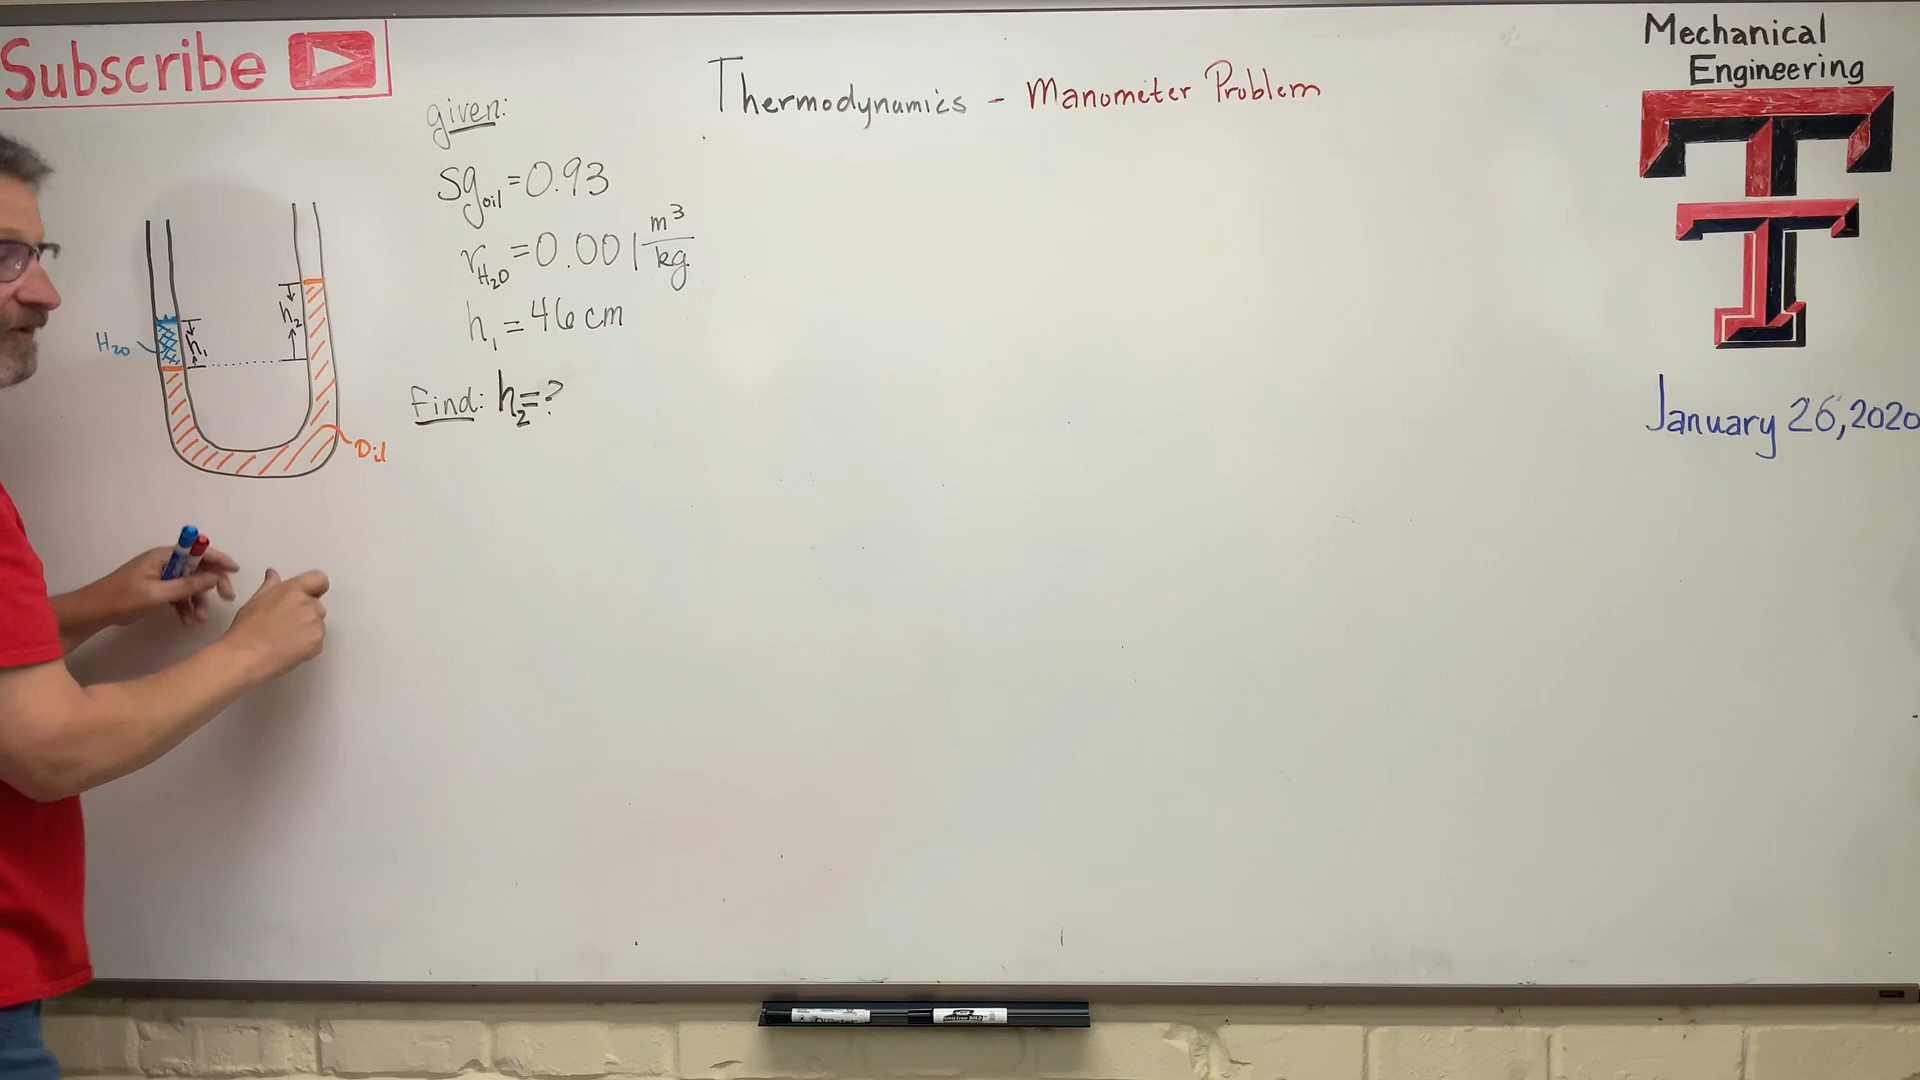 Subscribe
Thermodynamics - Manometer Problem
Mechanical
Engineering
January 26, 2020
given:
sg_oil = 0.93
v_H2O = 0.001 m³/kg
h₁ = 46 cm
find: h₂ = ?
H2O
h₁
h₂
Oil